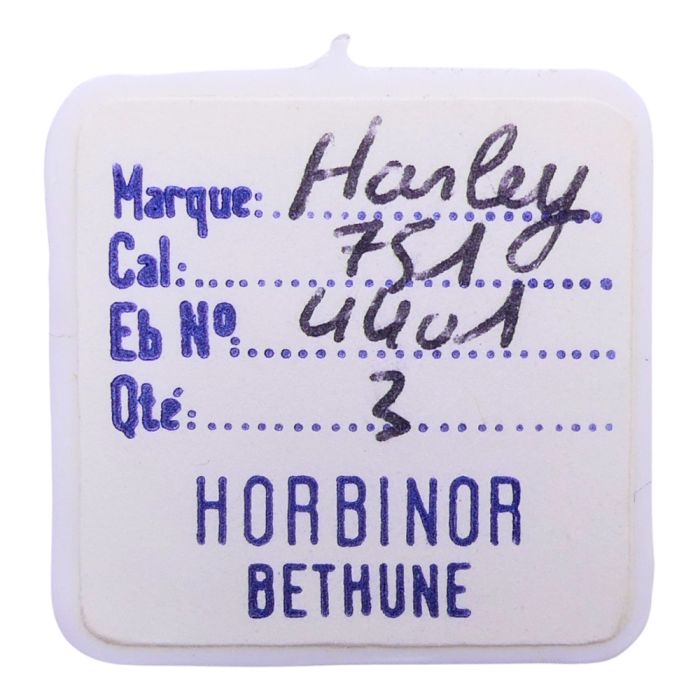 Marque: Harley
Cal: 751
Eb Nº: 4401
Qté: 3
HORBINOR
BETHUNE